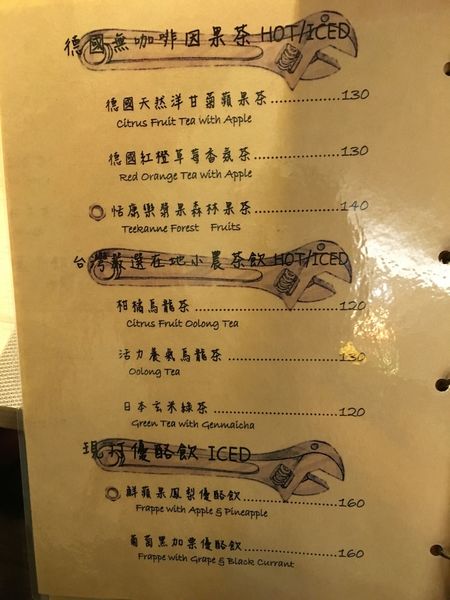 德國無咖啡因果茶 HOT/ICED
德國天然洋甘菊蘋果茶..................130
Citrus Fruit Tea with Apple
德國紅橙草莓香氛茶......................130
Red Orange Tea with Apple
恬康樂漿果森林果茶......................140
Teekanne Forest Fruits
台灣嚴選在地小農茶飲 HOT/ICED
柑橘烏龍茶..............................120
Citrus Fruit Oolong Tea
活力養氣烏龍茶..........................130
Oolong Tea
日本玄米綠茶............................120
Green Tea with Genmaicha
現打優酪飲 ICED
鮮蘋果鳳梨優酪飲......................160
Frappe with Apple & Pineapple
葡萄黑加栗優酪飲......................160
Frappe with Grape & Black Currant